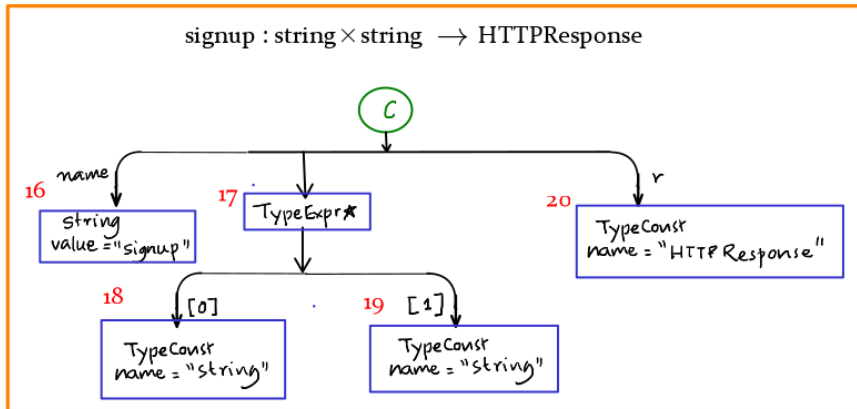 signup : string × string → HTTPResponse
C
name
r
16
17
20
String
value="signup"
TypeExpr*
TypeConst
name="HTTPResponse"
18
[0]
19
[1]
TypeConst
name="string"
TypeConst
name="string"